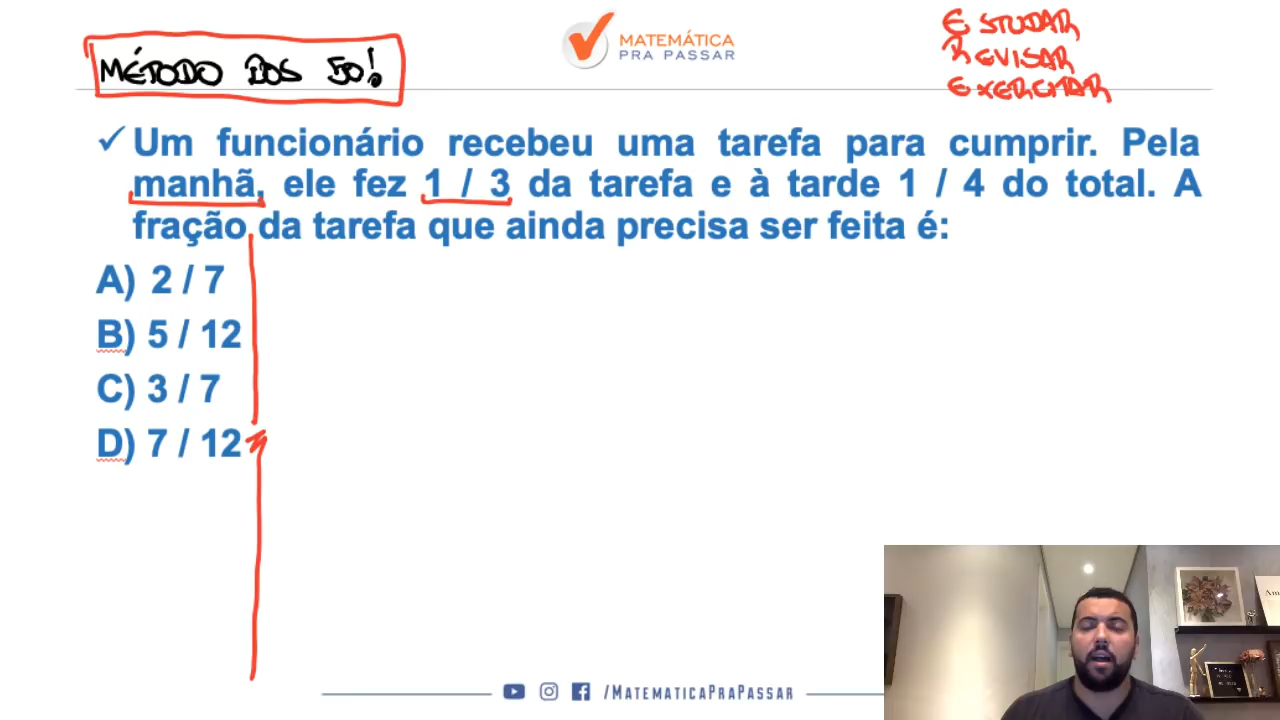 MÉTODO DOS 50!
MATEMÁTICA
PRA PASSAR
ESTUDAR
REVISAR
EXERCITAR
✓ Um funcionário recebeu uma tarefa para cumprir. Pela
manhã, ele fez 1 / 3 da tarefa e à tarde 1 / 4 do total. A
fração da tarefa que ainda precisa ser feita é:
A) 2 / 7
B) 5 / 12
C) 3 / 7
D) 7 / 12
/MATEMATICAPRAPASSAR